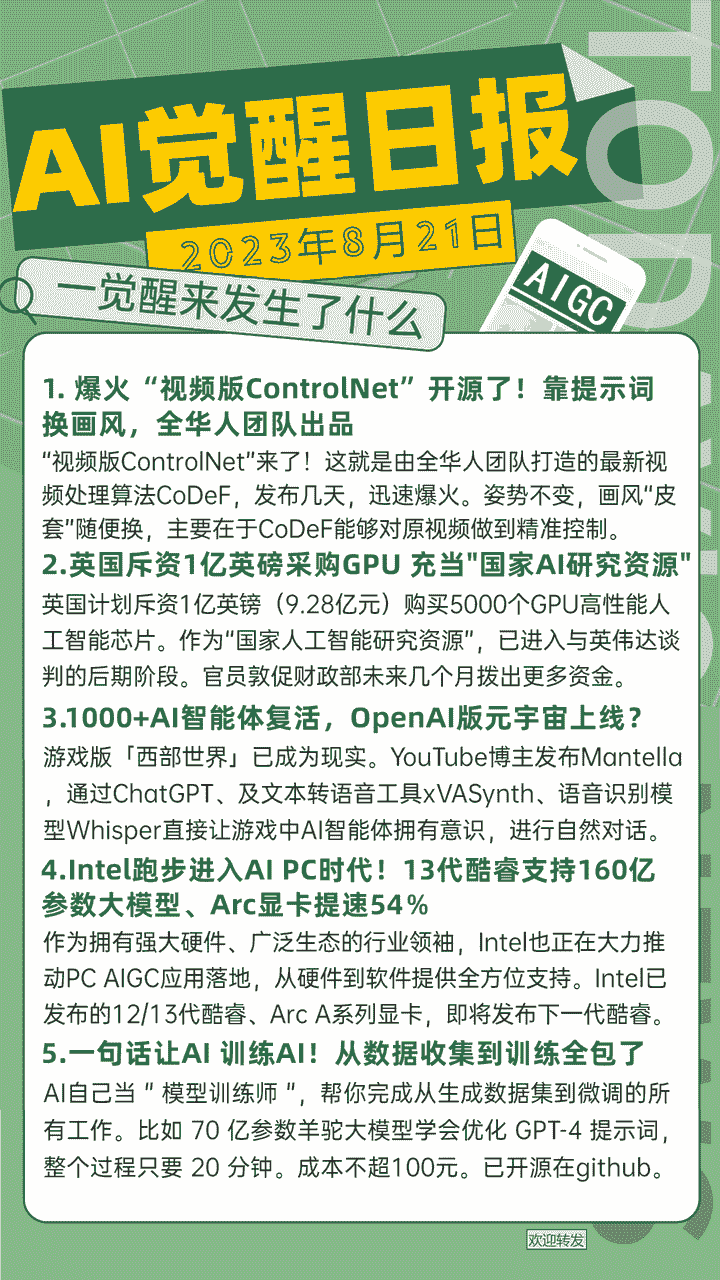 AI觉醒日报
2023年8月21日
一觉醒来发生了什么
AIGC
1. 爆火“视频版ControlNet”开源了！靠提示词
换画风，全华人团队出品
“视频版ControlNet”来了！这就是由全华人团队打造的最新视
频处理算法CoDeF，发布几天，迅速爆火。姿势不变，画风“皮
套”随便换，主要在于CoDeF能够对原视频做到精准控制。
2.英国斥资1亿英磅采购GPU 充当"国家AI研究资源"
英国计划斥资1亿英镑（9.28亿元）购买5000个GPU高性能人
工智能芯片。作为“国家人工智能研究资源”，已进入与英伟达谈
判的后期阶段。官员敦促财政部未来几个月拨出更多资金。
3.1000+AI智能体复活，OpenAI版元宇宙上线？
游戏版「西部世界」已成为现实。YouTube博主发布Mantella
，通过ChatGPT、及文本转语音工具xVASynth、语音识别模
型Whisper直接让游戏中AI智能体拥有意识，进行自然对话。
4.Intel跑步进入AI PC时代！13代酷睿支持160亿
参数大模型、Arc显卡提速54%
作为拥有强大硬件、广泛生态的行业领袖，Intel也正在大力推
动PC AIGC应用落地，从硬件到软件提供全方位支持。Intel已
发布的12/13代酷睿、Arc A系列显卡，即将发布下一代酷睿。
5.一句话让AI 训练AI！从数据收集到训练全包了
AI自己当 " 模型训练师 "，帮你完成从生成数据集到微调的所
有工作。比如 70 亿参数羊驼大模型学会优化 GPT-4 提示词，
整个过程只要 20 分钟。成本不超100元。已开源在github。
欢迎转发